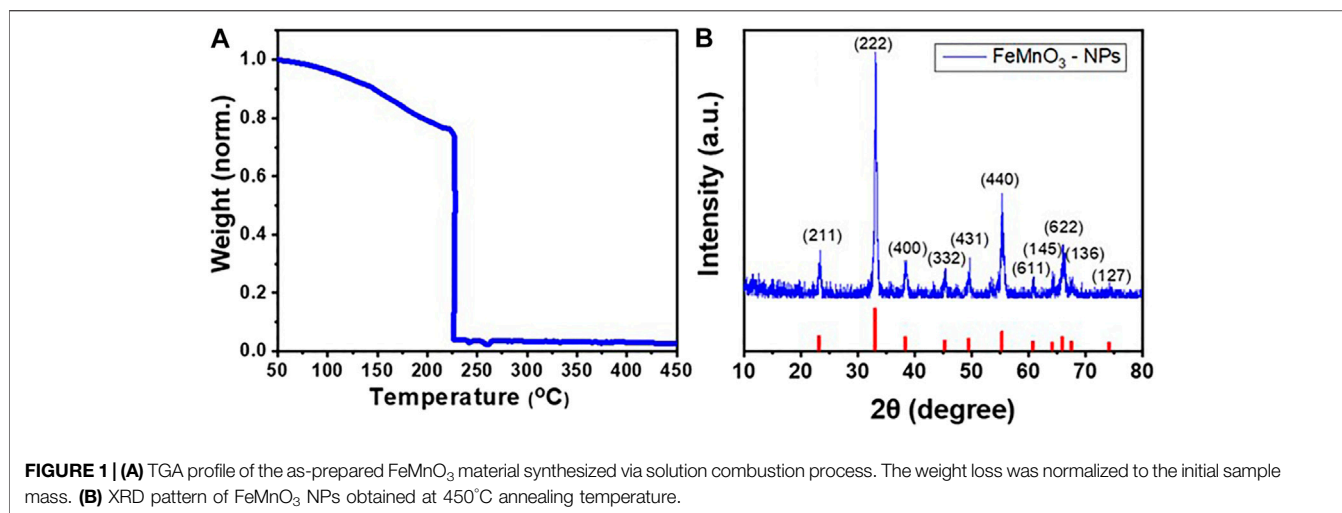 A
1.0
0.8
0.6
0.4
0.2
0.0
Weight (norm.)
50 100 150 200 250 300 350 400 450
Temperature (°C)
B
FeMnO₃ - NPs
(222)
(440)
(211)
(400)
(332)
(431)
(611)
(145)
(622)
(136)
(127)
Intensity (a.u.)
10 20 30 40 50 60 70 80
2θ (degree)
FIGURE 1 | (A) TGA profile of the as-prepared FeMnO₃ material synthesized via solution combustion process. The weight loss was normalized to the initial sample
mass. (B) XRD pattern of FeMnO₃ NPs obtained at 450°C annealing temperature.